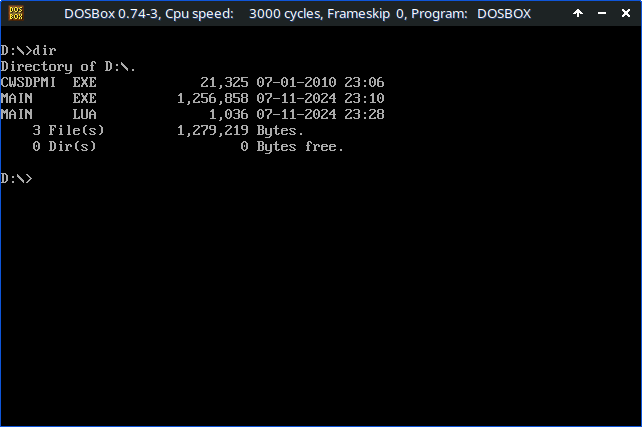 DOS
BOX
DOSBox 0.74-3, Cpu speed:    3000 cycles, Frameskip  0, Program:   DOSBOX
D:\>dir
Directory of D:\.
CWSDPMI  EXE             21,325 07-01-2010 23:06
MAIN     EXE          1,256,858 07-11-2024 23:10
MAIN     LUA              1,036 07-11-2024 23:28
    3 File(s)         1,279,219 Bytes.
    0 Dir(s)                  0 Bytes free.
D:\>